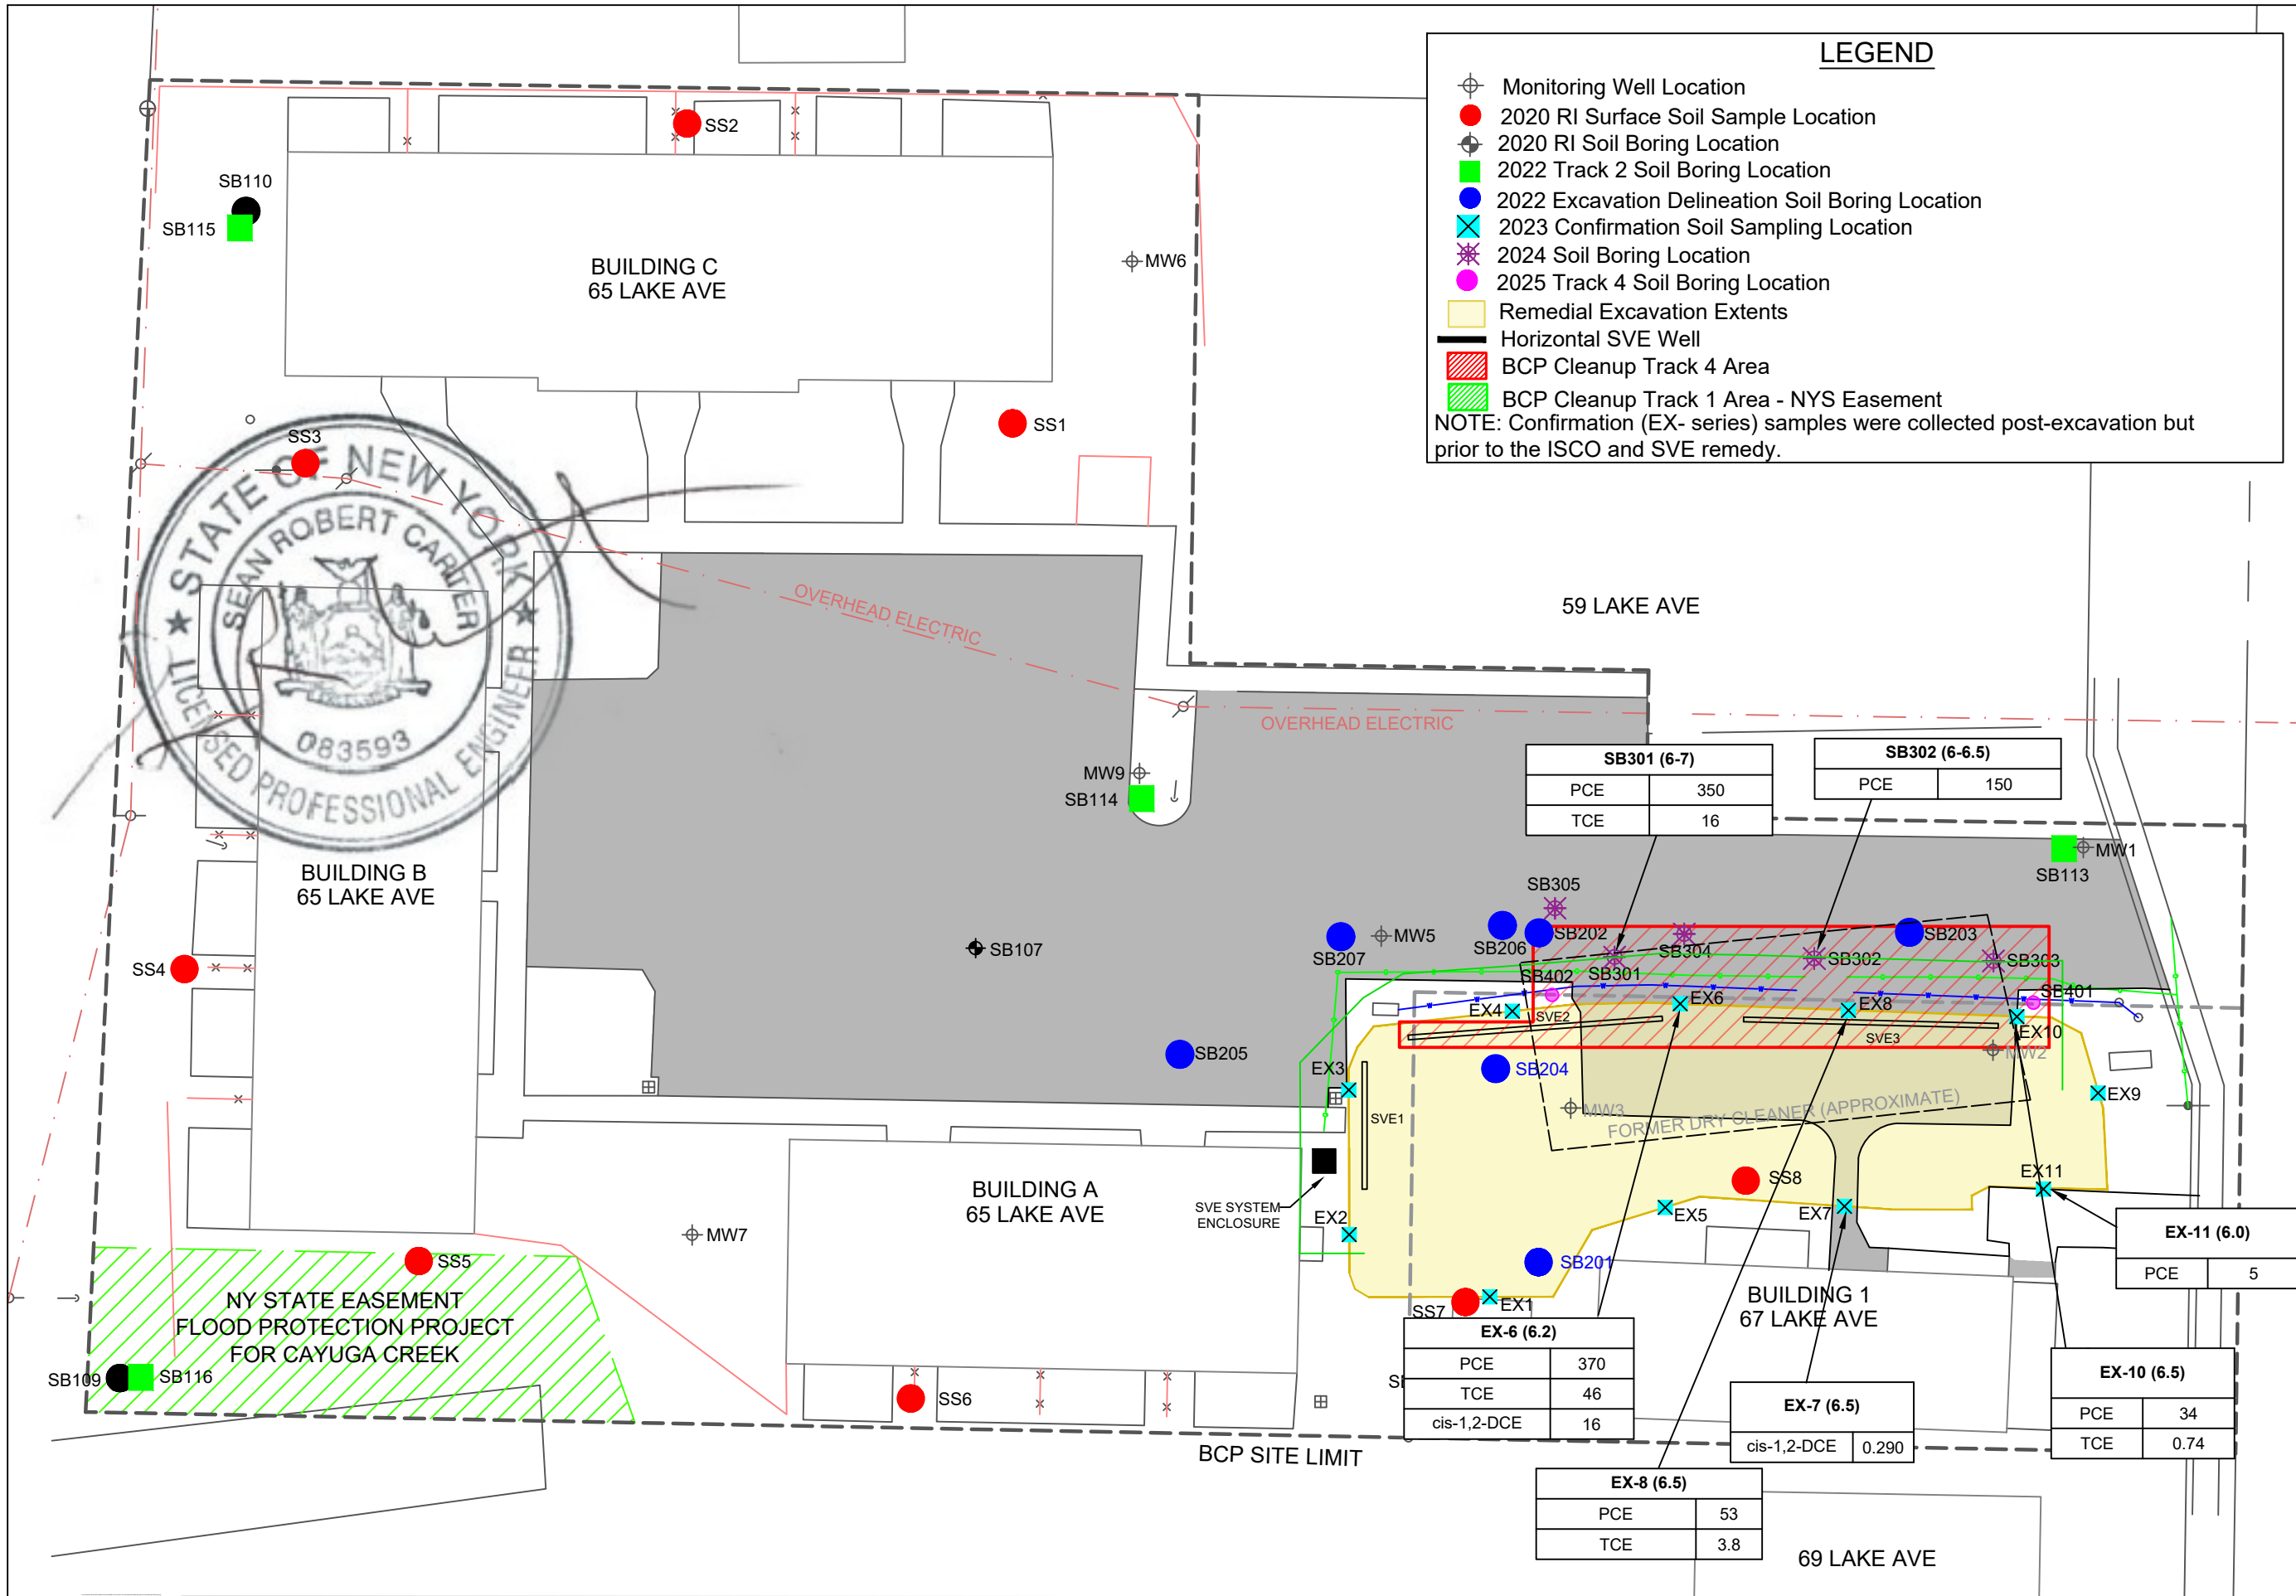 LEGEND
Monitoring Well Location
2020 RI Surface Soil Sample Location
2020 RI Soil Boring Location
2022 Track 2 Soil Boring Location
2022 Excavation Delineation Soil Boring Location
2023 Confirmation Soil Sampling Location
2024 Soil Boring Location
2025 Track 4 Soil Boring Location
Remedial Excavation Extents
Horizontal SVE Well
BCP Cleanup Track 4 Area
BCP Cleanup Track 1 Area - NYS Easement
NOTE: Confirmation (EX- series) samples were collected post-excavation but
prior to the ISCO and SVE remedy.
SS2
SB110
SB115
BUILDING C
65 LAKE AVE
MW6
SS1
SS3
STATE OF NEW YORK
SEAN ROBERT CARTER
083593
LICENSED PROFESSIONAL ENGINEER
OVERHEAD ELECTRIC
59 LAKE AVE
OVERHEAD ELECTRIC
MW9
SB114
SB301 (6-7)
PCE 350
TCE 16
SB302 (6-6.5)
PCE 150
MW1
SB113
BUILDING B
65 LAKE AVE
SB305
SB107
MW5
SB207
SB206
SB202
SB203
SB304
SB301
SB302
SB303
SS4
SB402
SB401
EX4
EX6
EX8
EX10
SVE2
SVE3
MW2
SB205
SB204
EX3
EX9
SVE1
MW3
FORMER DRY CLEANER (APPROXIMATE)
BUILDING A
65 LAKE AVE
SVE SYSTEM
ENCLOSURE
SS8
EX11
EX2
EX5
EX7
MW7
SS5
SB201
EX-11 (6.0)
PCE 5
NY STATE EASEMENT
FLOOD PROTECTION PROJECT
FOR CAYUGA CREEK
SS7
EX1
BUILDING 1
67 LAKE AVE
EX-6 (6.2)
PCE 370
TCE 46
cis-1,2-DCE 16
SB109
SB116
SS6
EX-7 (6.5)
cis-1,2-DCE 0.290
EX-10 (6.5)
PCE 34
TCE 0.74
BCP SITE LIMIT
EX-8 (6.5)
PCE 53
TCE 3.8
69 LAKE AVE